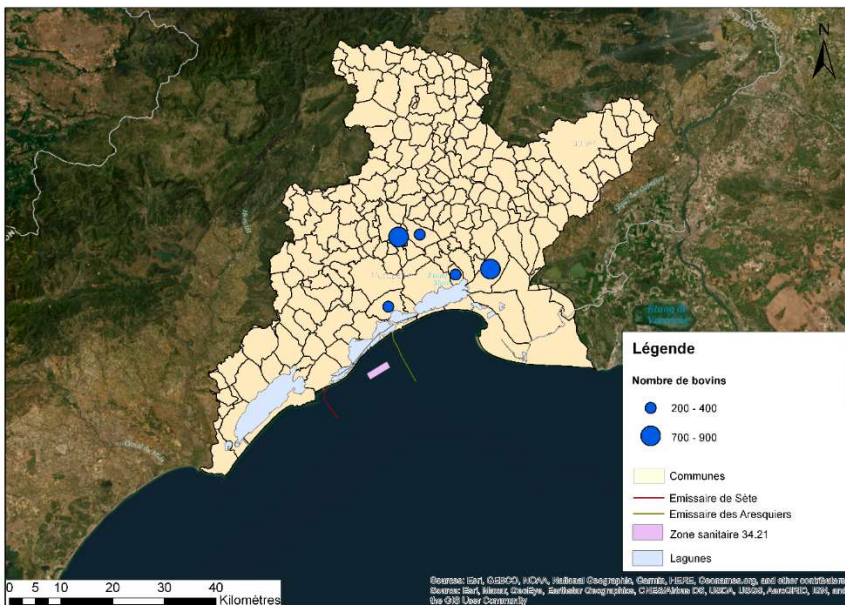 N
Légende
Nombre de bovins
200 - 400
700 - 900
Communes
Emissaire de Sète
Emissaire des Aresquiers
Zone sanitaire 34.21
Lagunes
Etang de
0 5 10 20 30 40
Kilomètres
Sources: Esri, GEBCO, NOAA, National Geographic, Garmin, HERE, Geonames.org, and other contributors
Source: Esri, Maxar, GeoEye, Earthstar Geographics, CNES/Airbus DS, USDA, USGS, AeroGRID, IGN, and
the GIS User Community